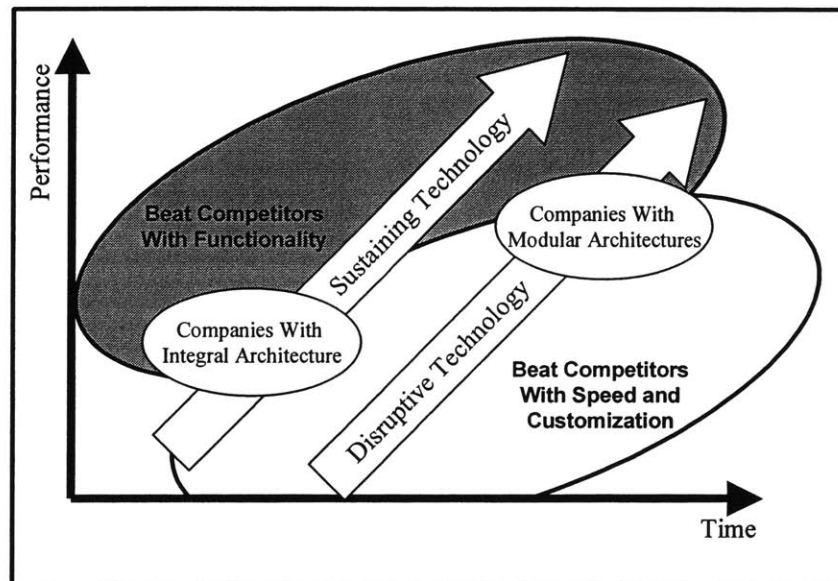 Performance
Beat Competitors
With Functionality
Sustaining Technology
Companies With
Modular Architectures
Companies With
Integral Architecture
Disruptive Technology
Beat Competitors
With Speed and
Customization
Time